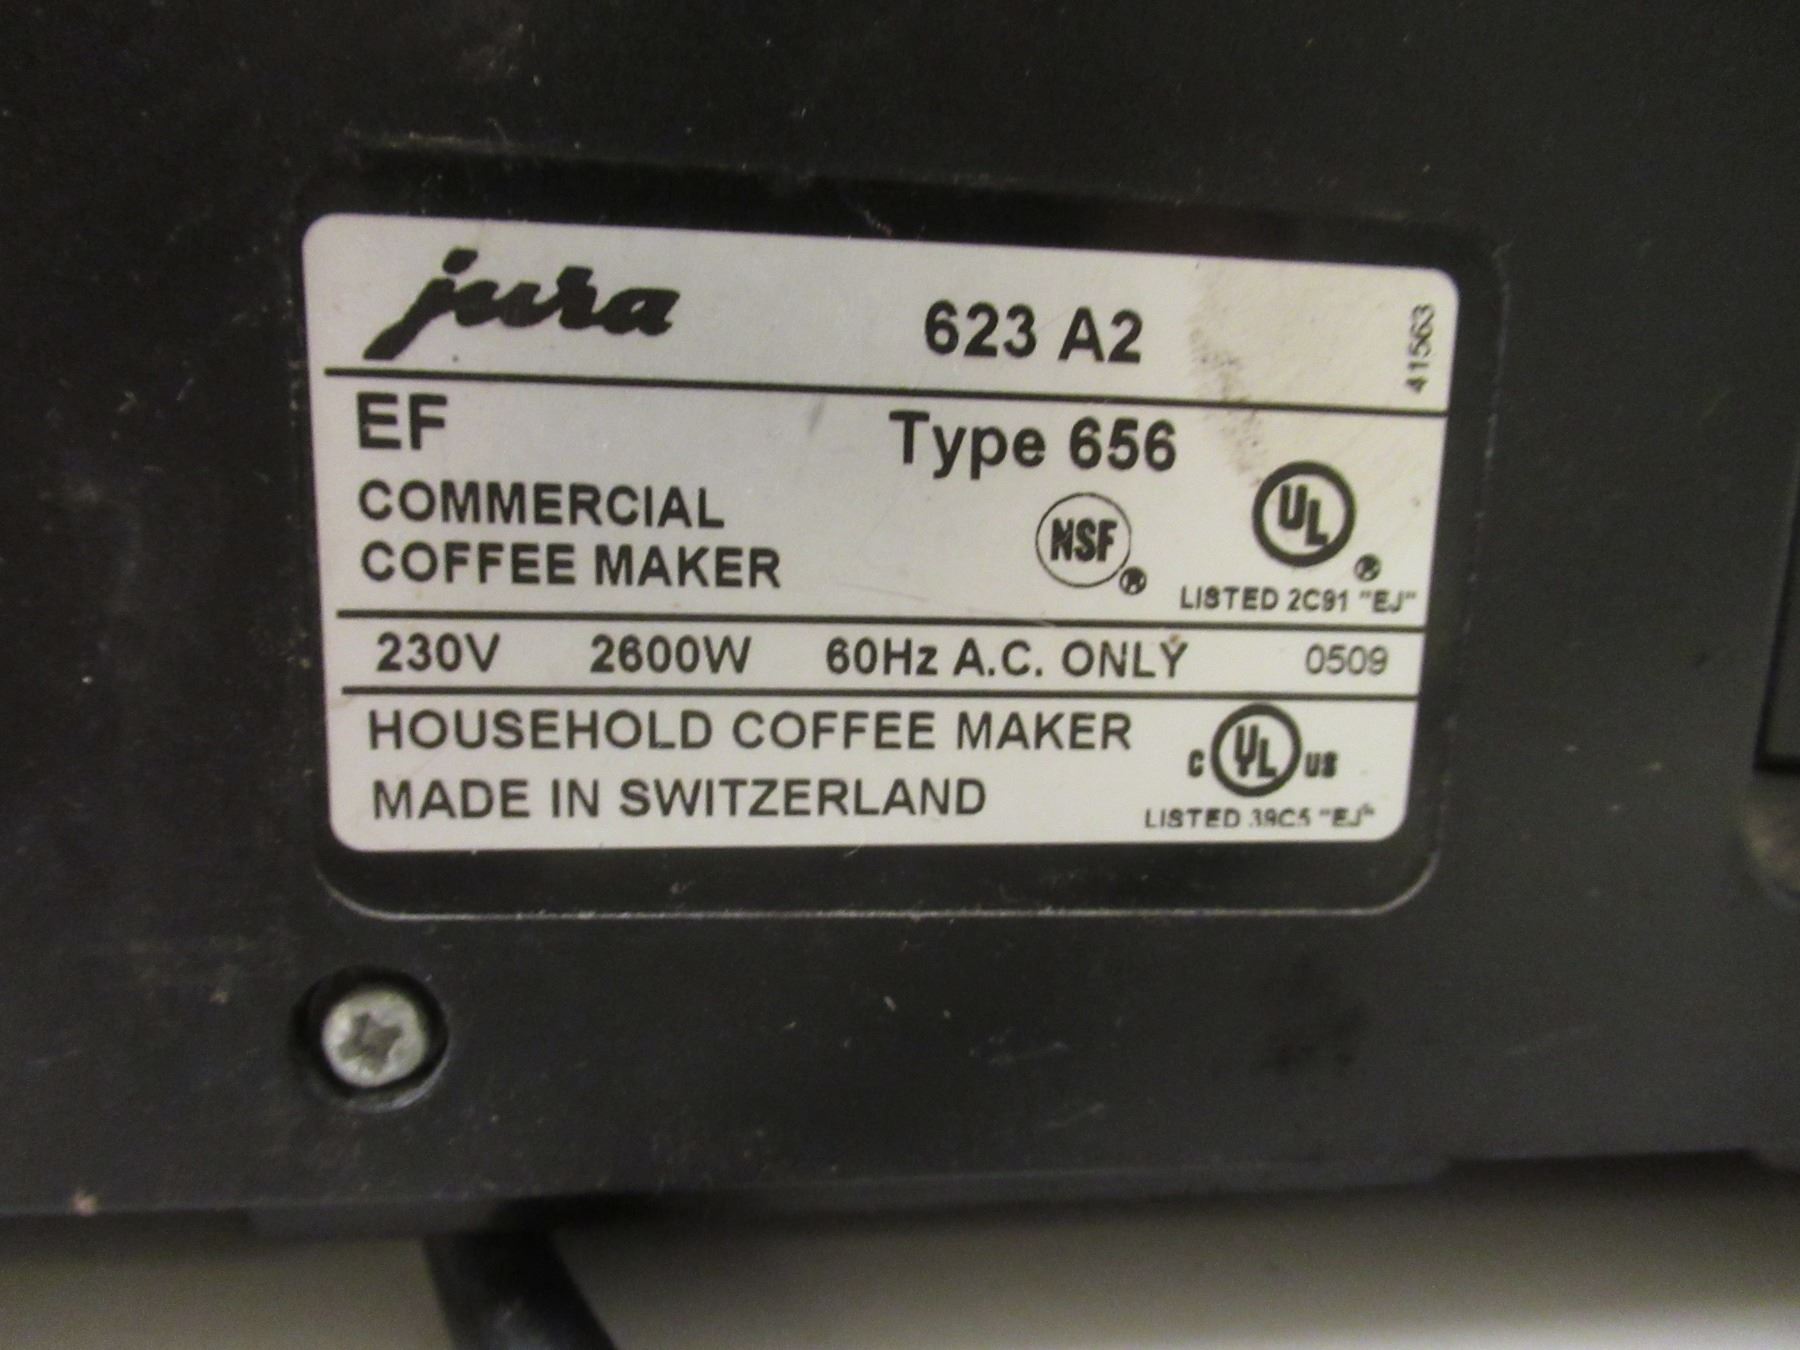 jura 623 A2
41563
EF Type 656
COMMERCIAL
COFFEE MAKER
NSF ®
UL ®
LISTED 2C91 "EJ"
230V 2600W 60Hz A.C. ONLY 0509
HOUSEHOLD COFFEE MAKER
C UL US
MADE IN SWITZERLAND
LISTED 39C5 "EJ"